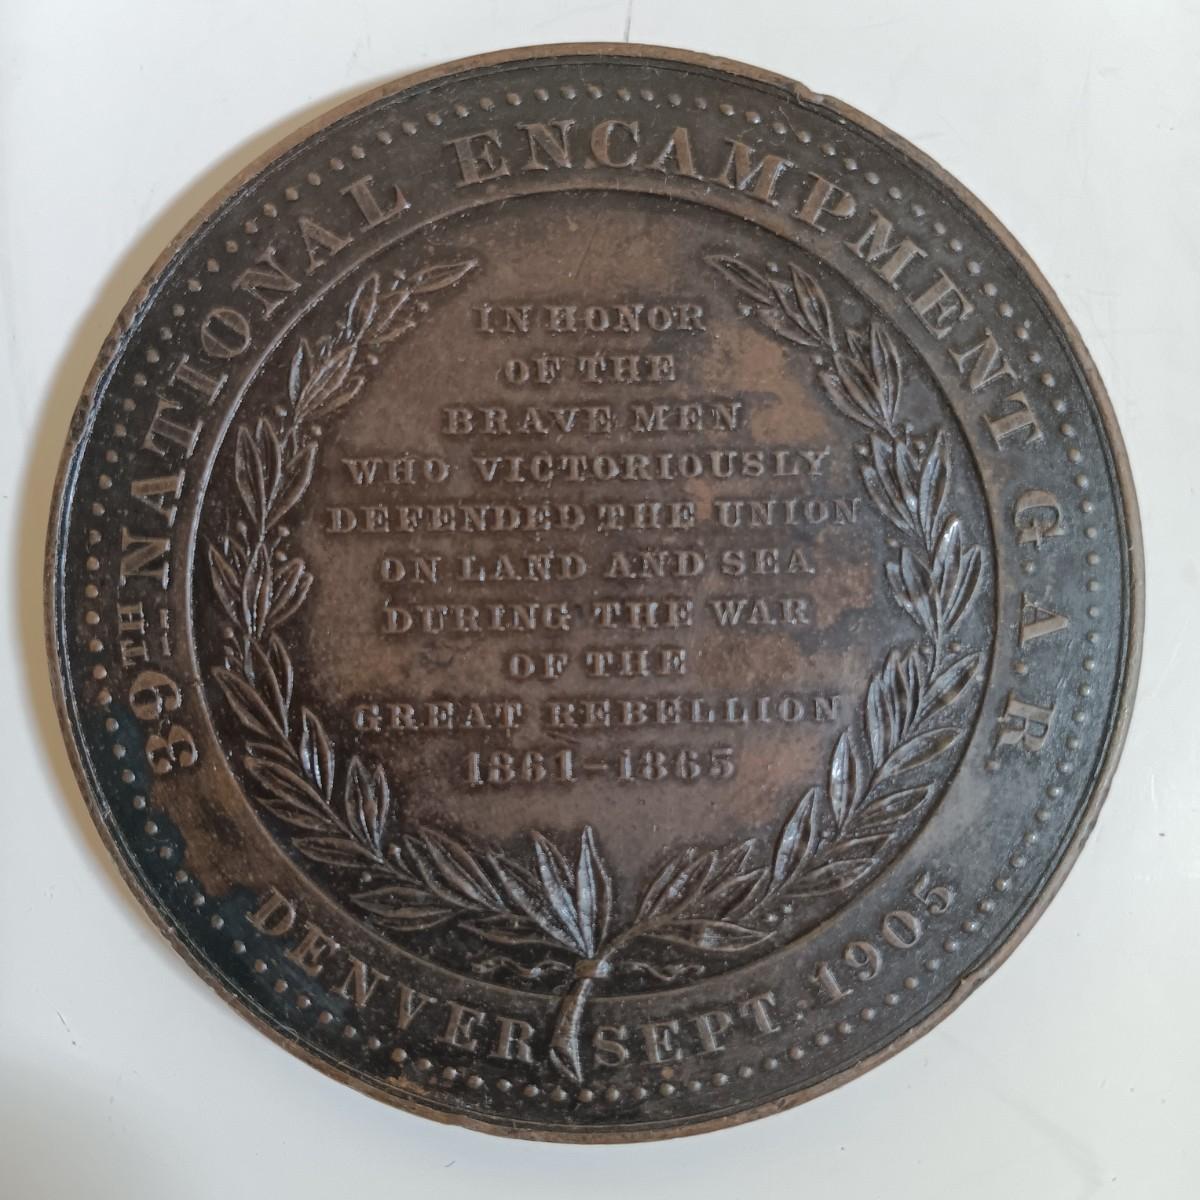 39TH NATIONAL ENCAMPMENT G.A.R.
IN HONOR
OF THE
BRAVE MEN
WHO VICTORIOUSLY
DEFENDED THE UNION
ON LAND AND SEA
DURING THE WAR
OF THE
GREAT REBELLION
1861-1865
DENVER SEPT. 1905